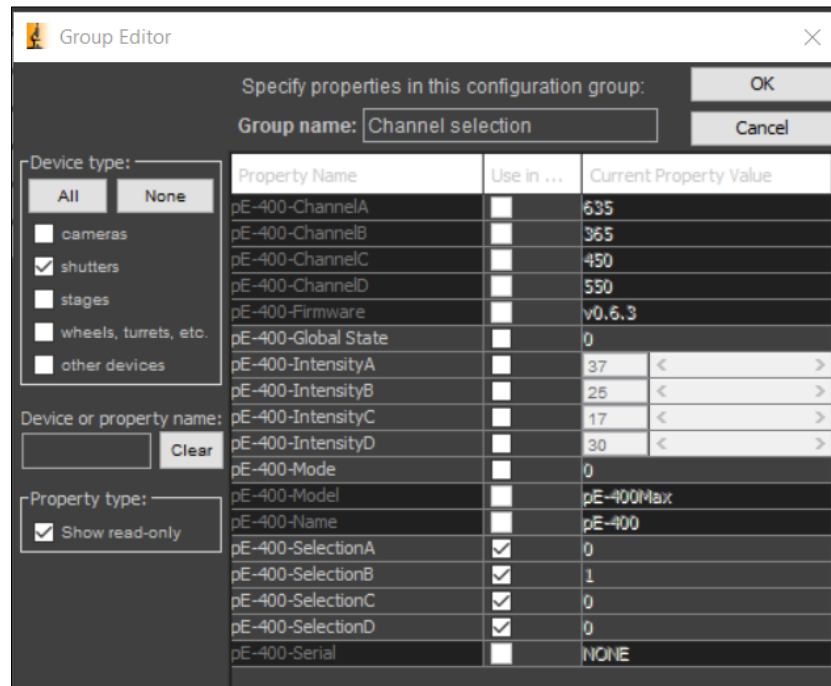 Group Editor
Specify properties in this configuration group:
OK
Group name: Channel selection
Cancel
Device type:
All None
cameras
shutters
stages
wheels, turrets, etc.
other devices
Device or property name:
Clear
Property type:
Show read-only
Property Name Use in ... Current Property Value
pE-400-ChannelA 635
pE-400-ChannelB 365
pE-400-ChannelC 450
pE-400-ChannelD 550
pE-400-Firmware v0.6.3
pE-400-Global State 0
pE-400-IntensityA 37
pE-400-IntensityB 25
pE-400-IntensityC 17
pE-400-IntensityD 30
pE-400-Mode 0
pE-400-Model pE-400Max
pE-400-Name pE-400
pE-400-SelectionA 0
pE-400-SelectionB 1
pE-400-SelectionC 0
pE-400-SelectionD 0
pE-400-Serial NONE